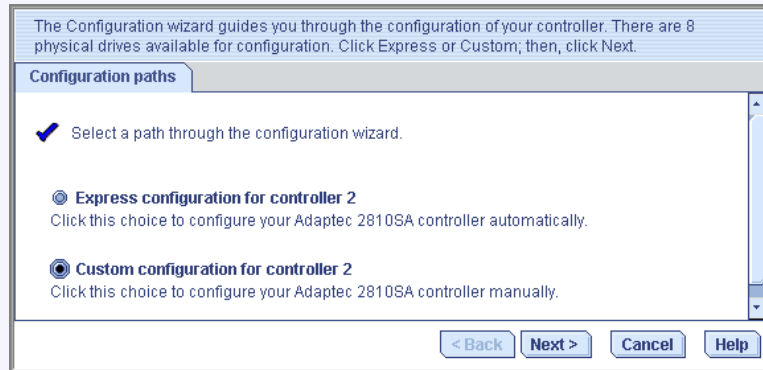 The Configuration wizard guides you through the configuration of your controller. There are 8
physical drives available for configuration. Click Express or Custom; then, click Next.
Configuration paths
Select a path through the configuration wizard.
Express configuration for controller 2
Click this choice to configure your Adaptec 2810SA controller automatically.
Custom configuration for controller 2
Click this choice to configure your Adaptec 2810SA controller manually.
< Back Next > Cancel Help